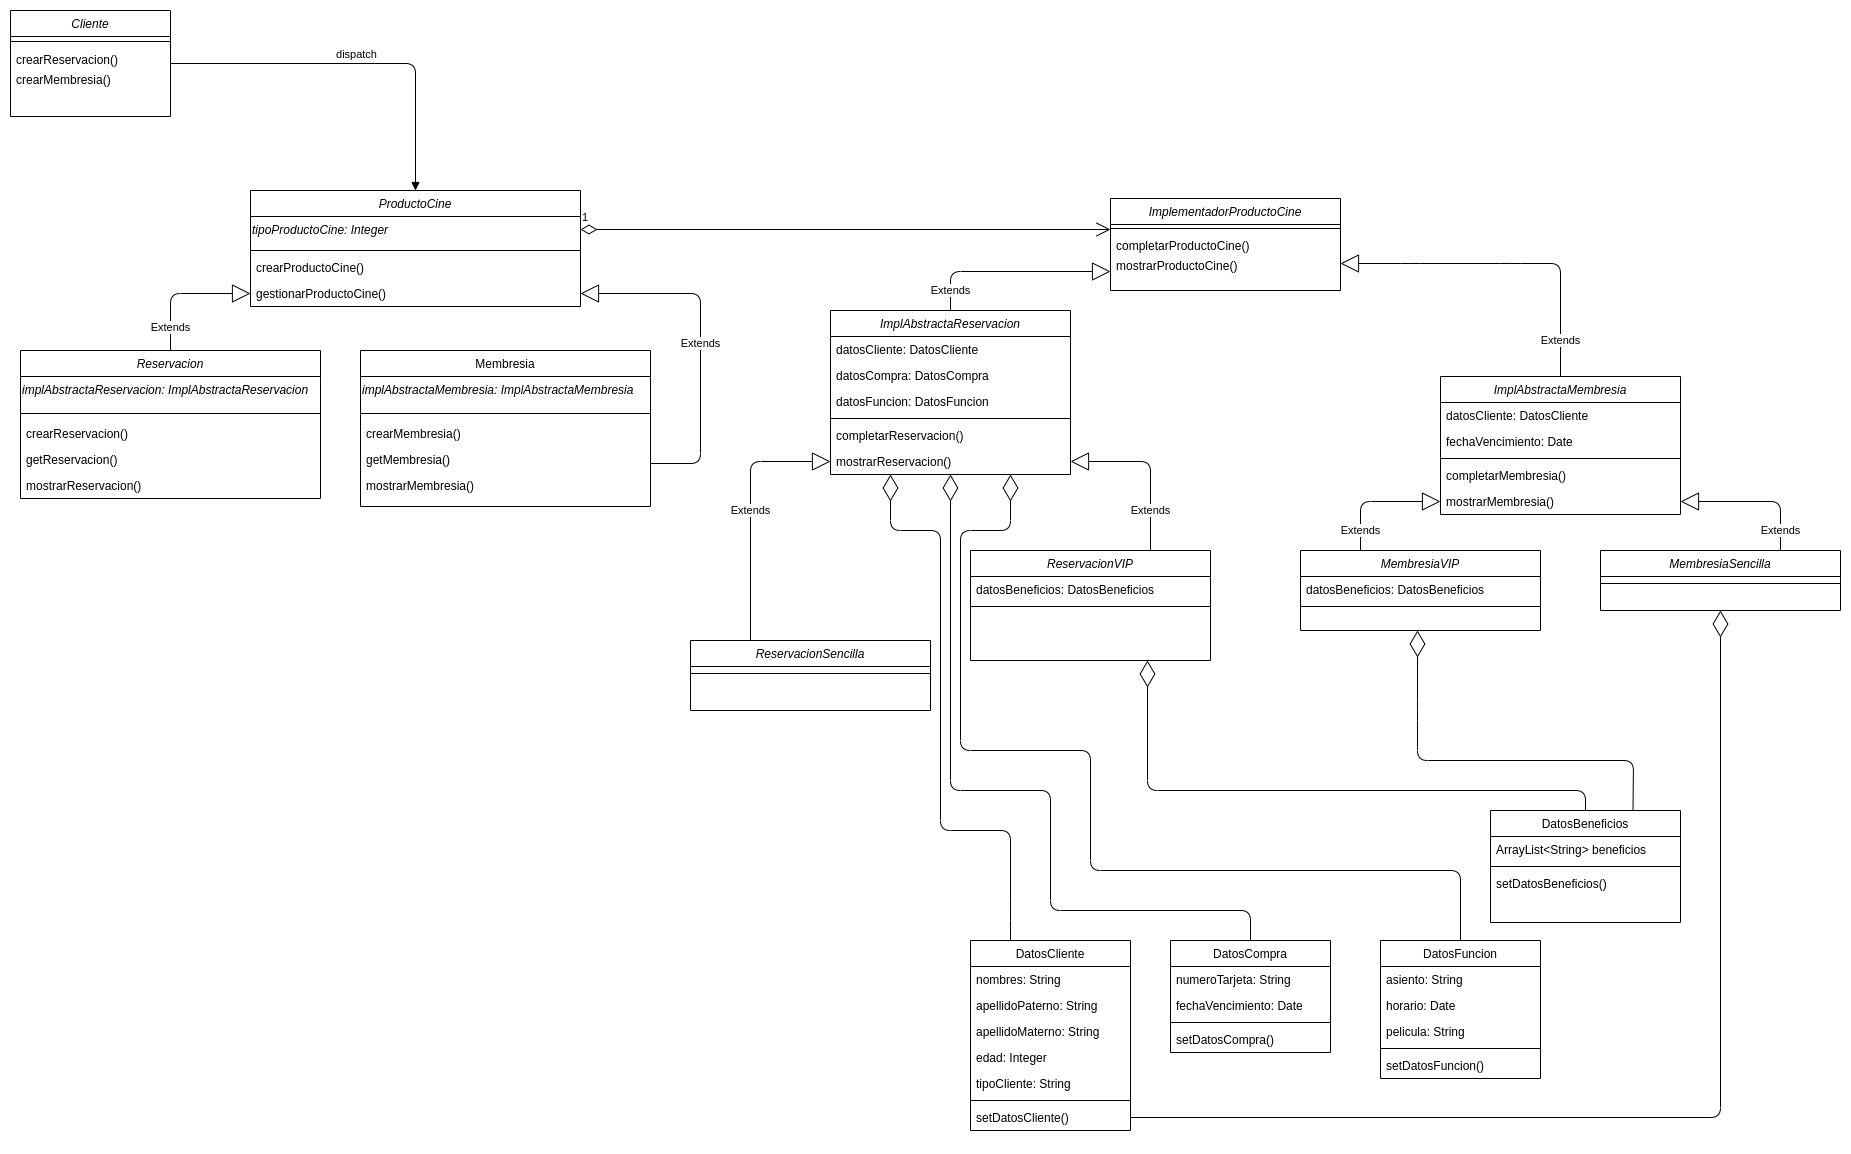 Cliente
crearReservacion()
crearMembresia()
dispatch
ProductoCine
tipoProductoCine: Integer
crearProductoCine()
gestionarProductoCine()
1
ImplementadorProductoCine
completarProductoCine()
mostrarProductoCine()
Extends
Extends
Extends
Extends
Reservacion
implAbstractaReservacion: ImplAbstractaReservacion
crearReservacion()
getReservacion()
mostrarReservacion()
Membresia
implAbstractaMembresia: ImplAbstractaMembresia
crearMembresia()
getMembresia()
mostrarMembresia()
ImplAbstractaReservacion
datosCliente: DatosCliente
datosCompra: DatosCompra
datosFuncion: DatosFuncion
completarReservacion()
mostrarReservacion()
ImplAbstractaMembresia
datosCliente: DatosCliente
fechaVencimiento: Date
completarMembresia()
mostrarMembresia()
Extends
Extends
Extends
Extends
ReservacionSencilla
ReservacionVIP
datosBeneficios: DatosBeneficios
MembresiaVIP
datosBeneficios: DatosBeneficios
MembresiaSencilla
DatosBeneficios
ArrayList<String> beneficios
setDatosBeneficios()
DatosCliente
nombres: String
apellidoPaterno: String
apellidoMaterno: String
edad: Integer
tipoCliente: String
setDatosCliente()
DatosCompra
numeroTarjeta: String
fechaVencimiento: Date
setDatosCompra()
DatosFuncion
asiento: String
horario: Date
pelicula: String
setDatosFuncion()